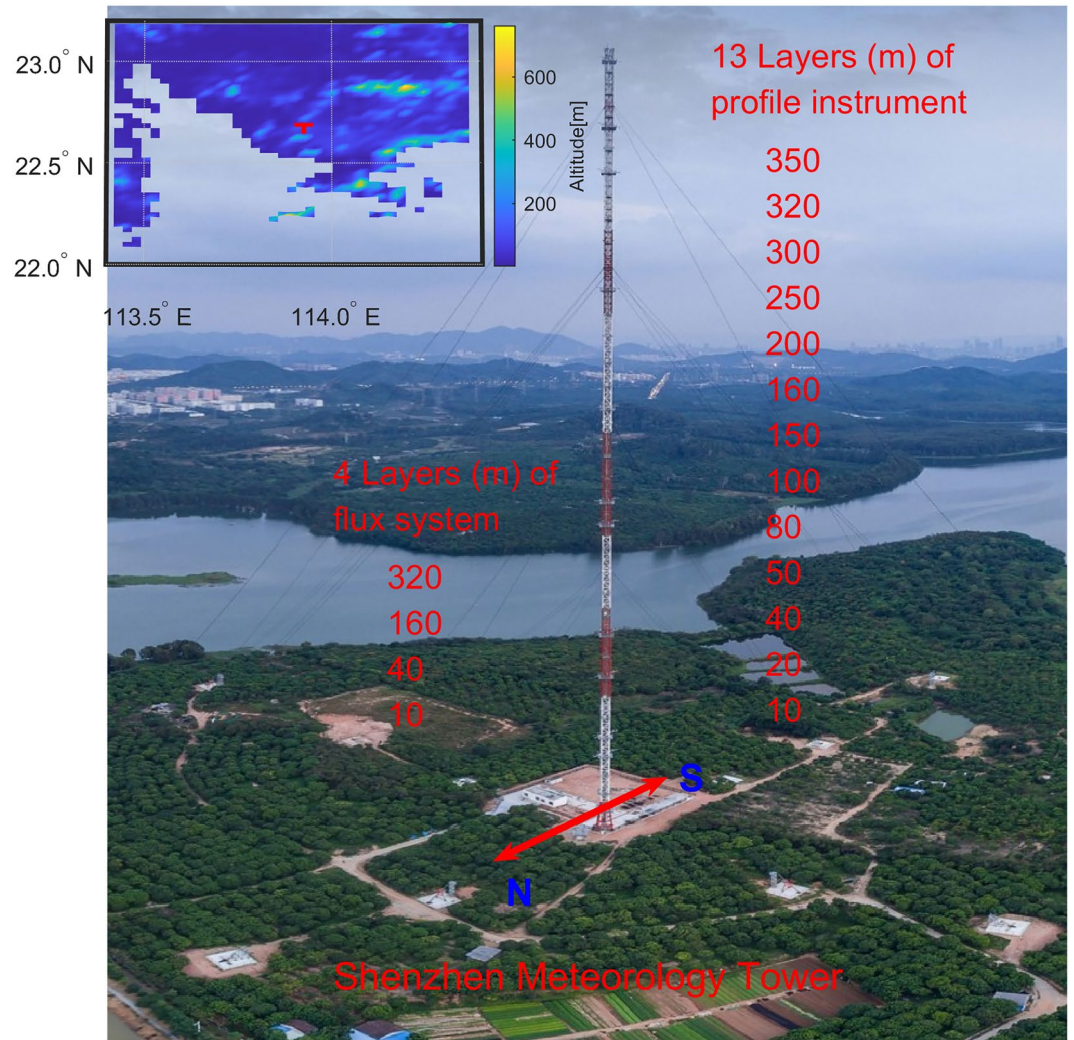 23.0° N
22.5° N
22.0° N
113.5° E
114.0° E
600
400
200
Altitude[m]
T
13 Layers (m) of
profile instrument
350
320
300
250
200
160
150
100
80
50
40
20
10
4 Layers (m) of
flux system
320
160
40
10
S
N
Shenzhen Meteorology Tower